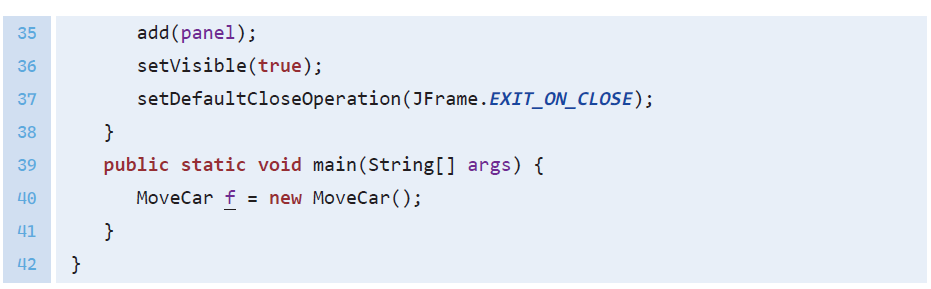 35 add(panel);
36 setVisible(true);
37 setDefaultCloseOperation(JFrame.EXIT_ON_CLOSE);
38 }
39 public static void main(String[] args) {
40 MoveCar f = new MoveCar();
41 }
42 }